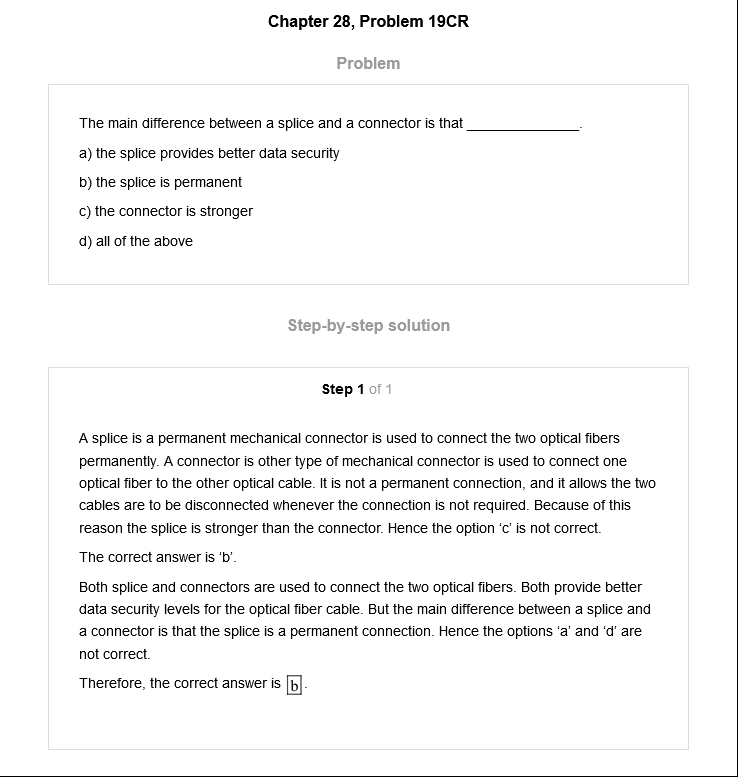 Chapter 28, Problem 19CR
Problem
The main difference between a splice and a connector is that _______________.
a) the splice provides better data security
b) the splice is permanent
c) the connector is stronger
d) all of the above
Step-by-step solution
Step 1 of 1
A splice is a permanent mechanical connector is used to connect the two optical fibers
permanently. A connector is other type of mechanical connector is used to connect one
optical fiber to the other optical cable. It is not a permanent connection, and it allows the two
cables are to be disconnected whenever the connection is not required. Because of this
reason the splice is stronger than the connector. Hence the option ‘c’ is not correct.
The correct answer is ‘b’.
Both splice and connectors are used to connect the two optical fibers. Both provide better
data security levels for the optical fiber cable. But the main difference between a splice and
a connector is that the splice is a permanent connection. Hence the options ‘a’ and ‘d’ are
not correct.
Therefore, the correct answer is b.